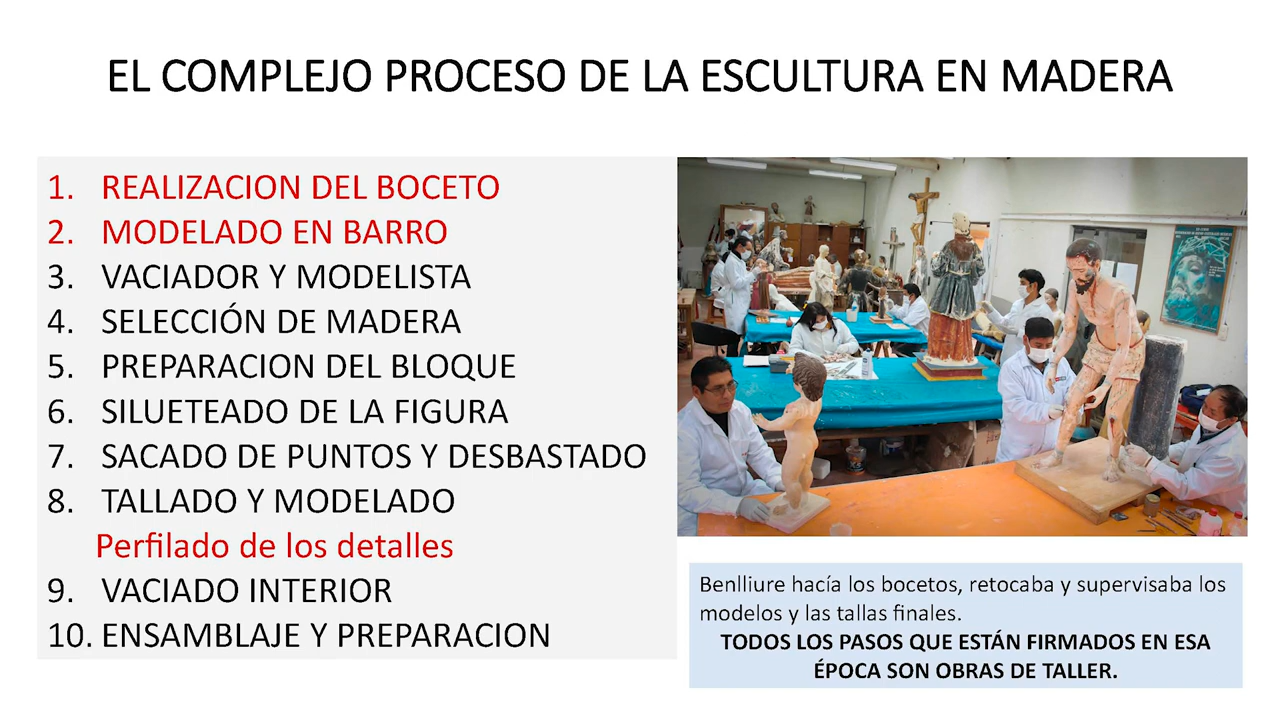 EL COMPLEJO PROCESO DE LA ESCULTURA EN MADERA
1. REALIZACION DEL BOCETO
2. MODELADO EN BARRO
3. VACIADOR Y MODELISTA
4. SELECCIÓN DE MADERA
5. PREPARACION DEL BLOQUE
6. SILUETEADO DE LA FIGURA
7. SACADO DE PUNTOS Y DESBASTADO
8. TALLADO Y MODELADO
Perfilado de los detalles
9. VACIADO INTERIOR
10. ENSAMBLAJE Y PREPARACION
Benlliure hacía los bocetos, retocaba y supervisaba los
modelos y las tallas finales.
TODOS LOS PASOS QUE ESTÁN FIRMADOS EN ESA
ÉPOCA SON OBRAS DE TALLER.